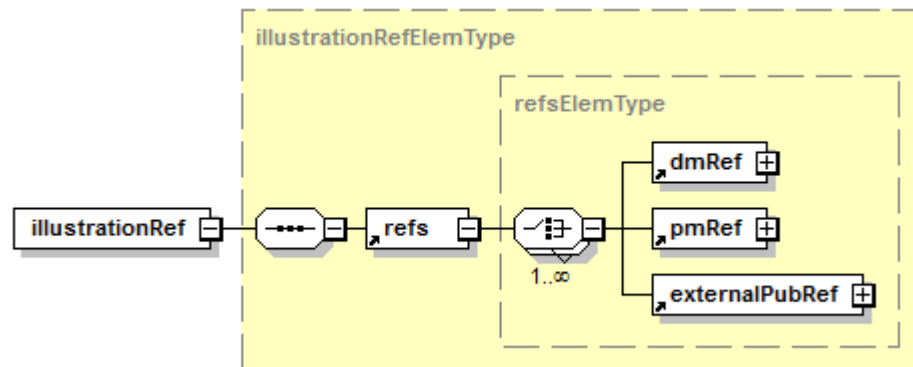 illustrationRefElemType
refsElemType
dmRef
illustrationRef
refs
pmRef
1..∞
externalPubRef